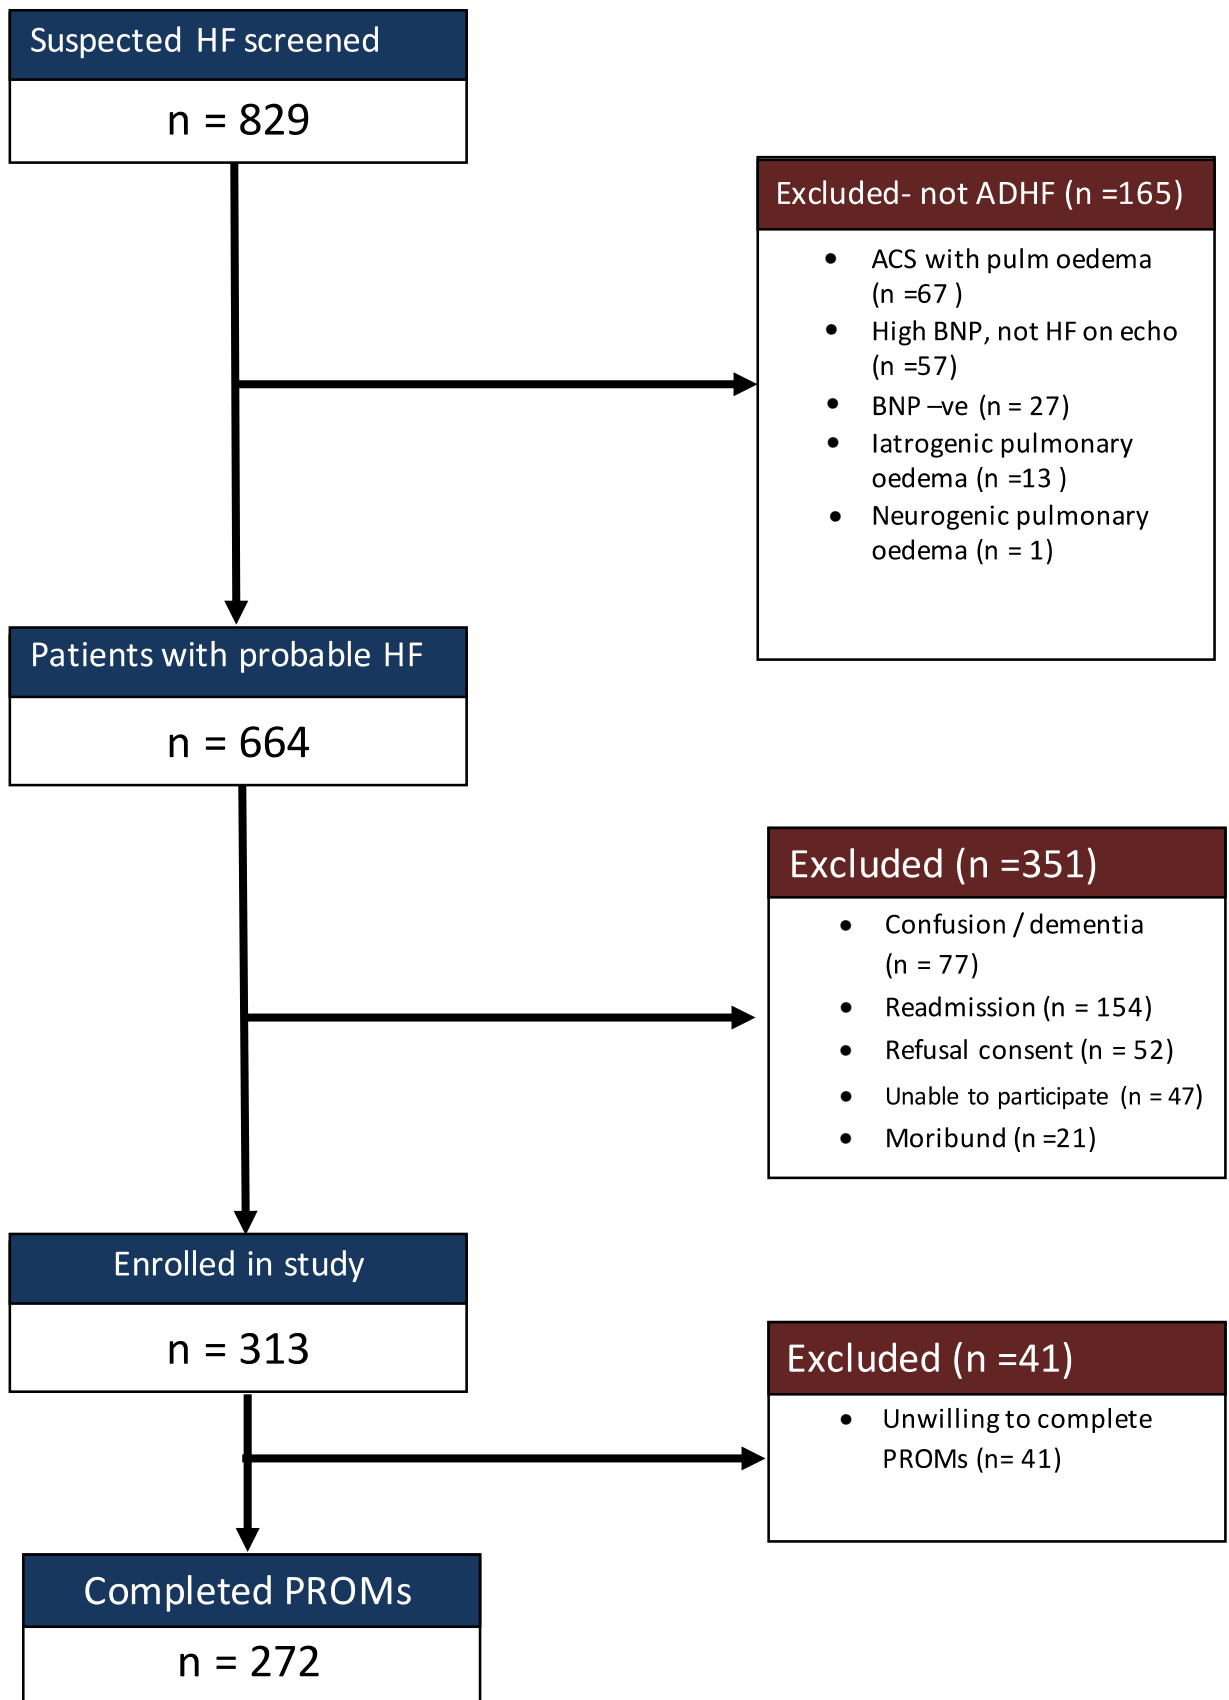 Suspected HF screened
n = 829
Excluded- not ADHF (n =165)
• ACS with pulm oedema
(n =67 )
• High BNP, not HF on echo
(n =57)
• BNP –ve (n = 27)
• Iatrogenic pulmonary
oedema (n =13 )
• Neurogenic pulmonary
oedema (n = 1)
Patients with probable HF
n = 664
Excluded (n =351)
• Confusion / dementia
(n = 77)
• Readmission (n = 154)
• Refusal consent (n = 52)
• Unable to participate (n = 47)
• Moribund (n =21)
Enrolled in study
n = 313
Excluded (n =41)
• Unwilling to complete
PROMs (n= 41)
Completed PROMs
n = 272